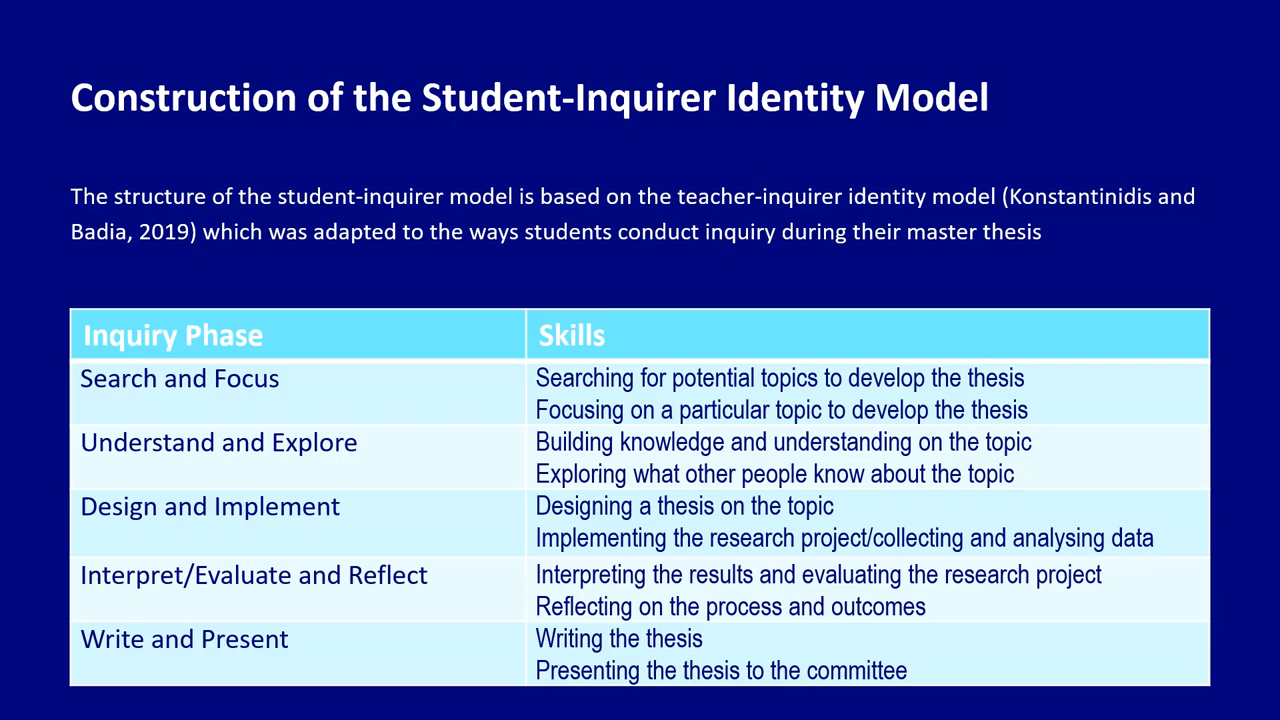 Construction of the Student-Inquirer Identity Model
The structure of the student-inquirer model is based on the teacher-inquirer identity model (Konstantinidis and
Badia, 2019) which was adapted to the ways students conduct inquiry during their master thesis
Inquiry Phase
Skills
Search and Focus
Searching for potential topics to develop the thesis
Focusing on a particular topic to develop the thesis
Understand and Explore
Building knowledge and understanding on the topic
Exploring what other people know about the topic
Design and Implement
Designing a thesis on the topic
Implementing the research project/collecting and analysing data
Interpret/Evaluate and Reflect
Interpreting the results and evaluating the research project
Reflecting on the process and outcomes
Write and Present
Writing the thesis
Presenting the thesis to the committee